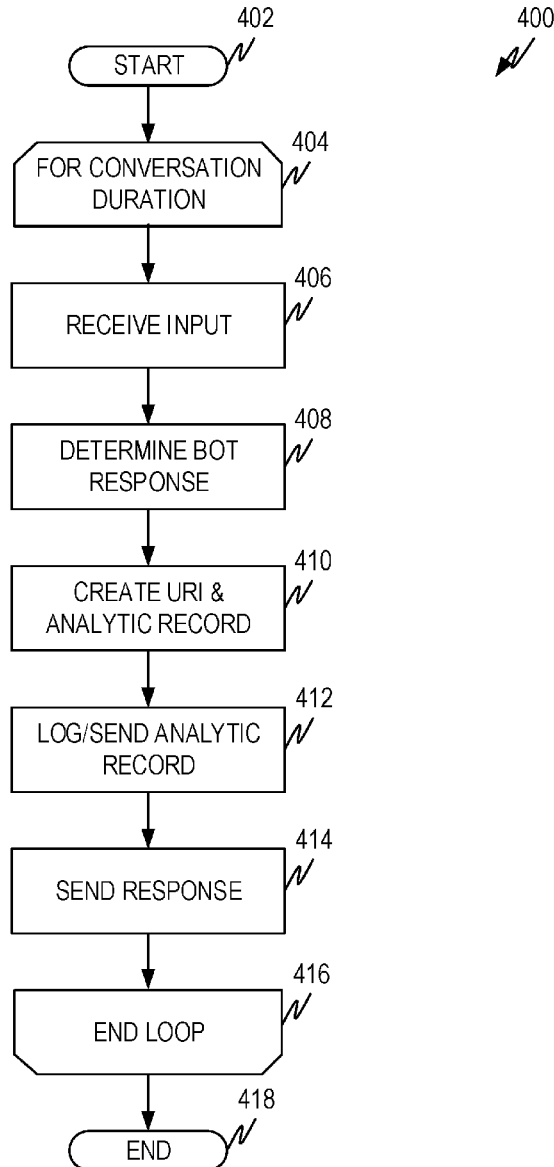 402
400
START
404
FOR CONVERSATION
DURATION
406
RECEIVE INPUT
408
DETERMINE BOT
RESPONSE
410
CREATE URI &
ANALYTIC RECORD
412
LOG/SEND ANALYTIC
RECORD
414
SEND RESPONSE
416
END LOOP
418
END